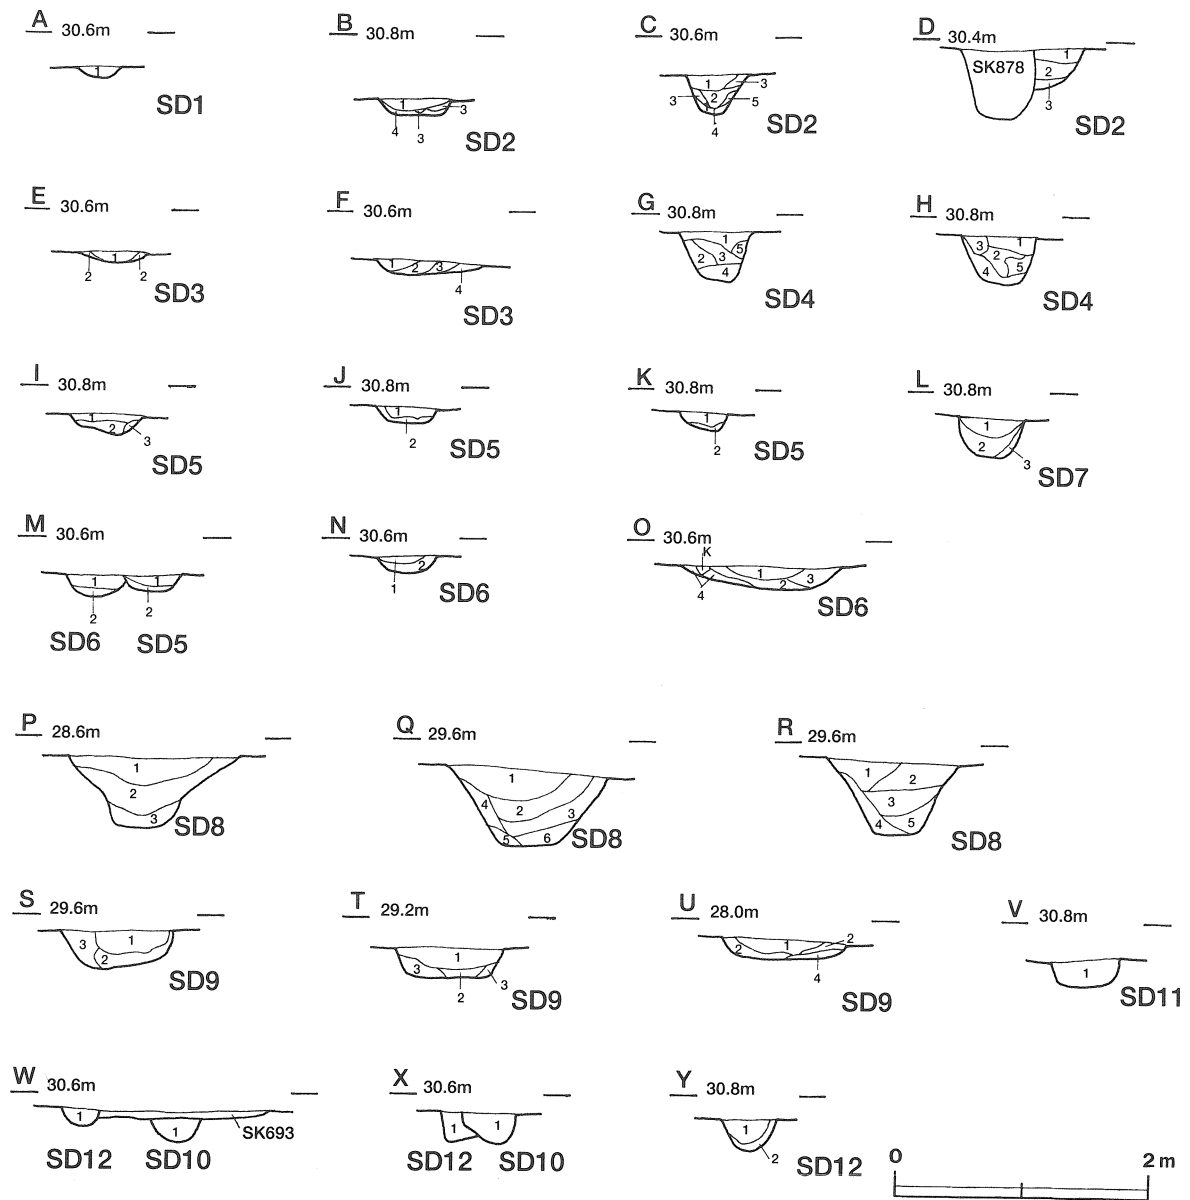 A 30.6m
1
SD1
B 30.8m
1
3
4 3
SD2
C 30.6m
1 3
3 2 5
4
SD2
D 30.4m
SK878
1
2
3
SD2
E 30.6m
1
2 2
SD3
F 30.6m
1 2 3
4
SD3
G 30.8m
1
5
2 3
4
SD4
H 30.8m
3 1
2
4 5
SD4
I 30.8m
1
2
3
SD5
J 30.8m
1
2
SD5
K 30.8m
1
2
SD5
L 30.8m
1
2
3
SD7
M 30.6m
1 1
2 2
SD6 SD5
N 30.6m
2
1
SD6
O 30.6m
K
1 3
2
4
SD6
P 28.6m
1
2
3
SD8
Q 29.6m
1
4 2 3
5 6
SD8
R 29.6m
1 2
3
4 5
SD8
S 29.6m
3 1
2
SD9
T 29.2m
1
3
2 3
SD9
U 28.0m
2 1 2
4
SD9
V 30.8m
1
SD11
W 30.6m
1
1
SK693
SD12 SD10
X 30.6m
1 1
SD12 SD10
Y 30.8m
1
2
SD12
0 2m